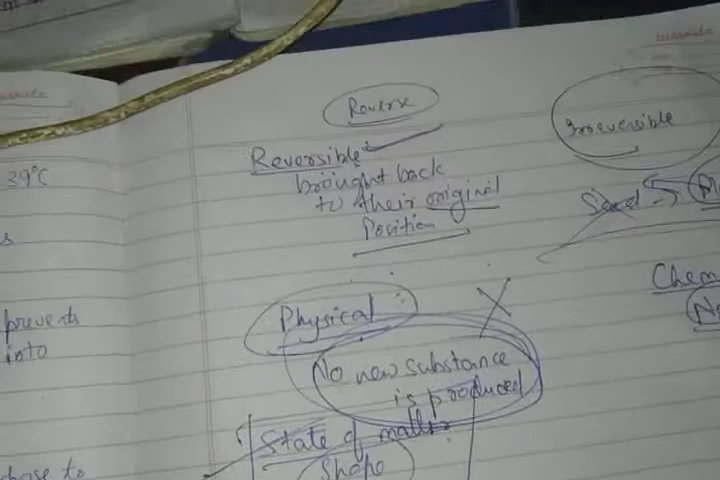 39°C
s
prevents
into
Reverse
Reversible
brought back
to their original
Position
Irreversible
Seed
Physical
No new substance
is produced
State of matter
Shape
Chem